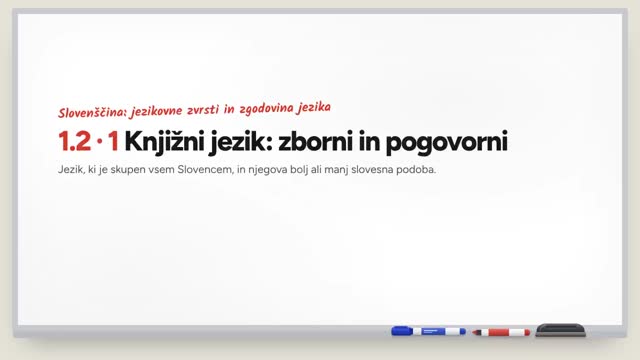 Slovenščina: jezikovne zvrsti in zgodovina jezika
1.2 · 1 Knjižni jezik: zborni in pogovorni
Jezik, ki je skupen vsem Slovencem, in njegova bolj ali manj slovesna podoba.